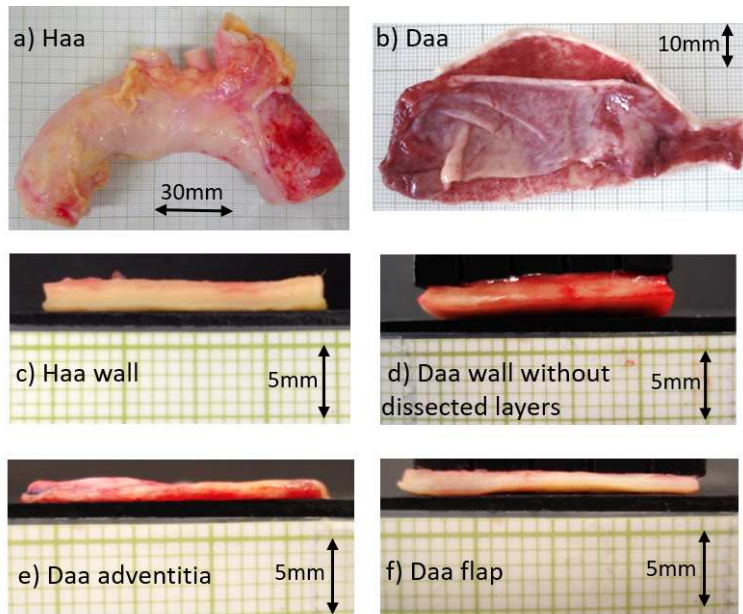 a) Haa
30mm
b) Daa
10mm
c) Haa wall
5mm
d) Daa wall without
dissected layers
5mm
e) Daa adventitia
5mm
f) Daa flap
5mm